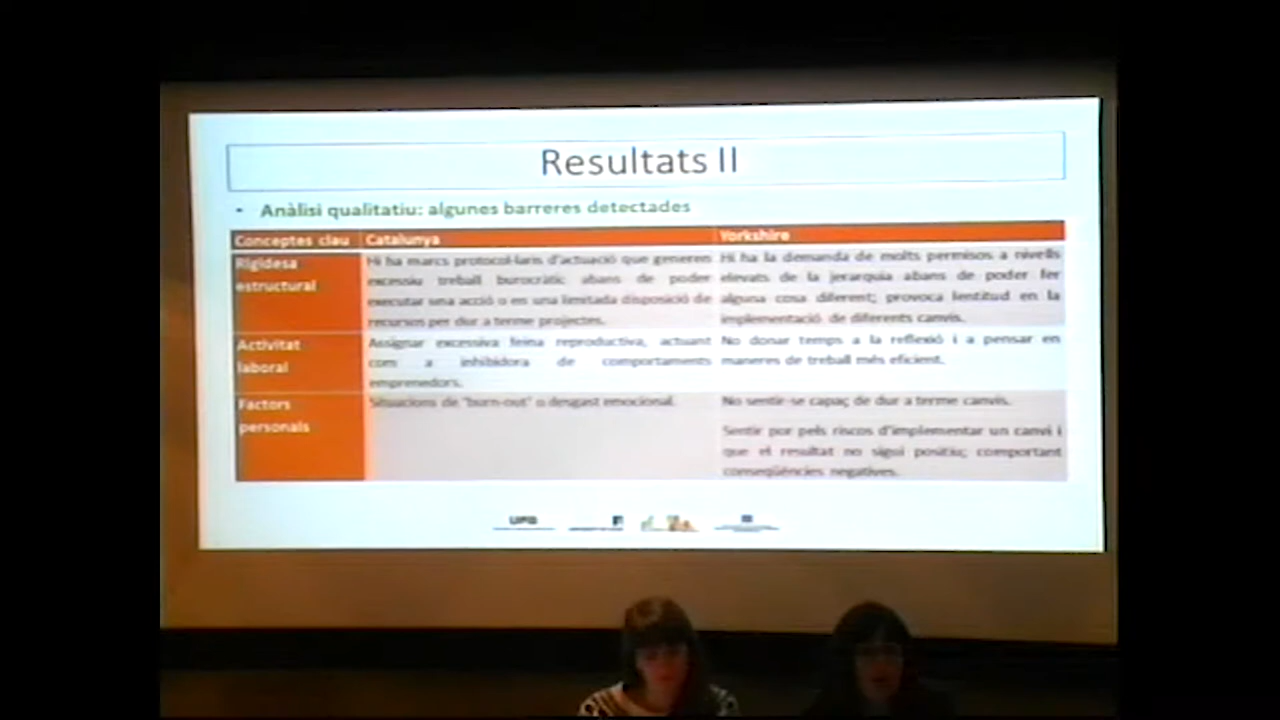 Resultats II
• Anàlisi qualitatiu: algunes barreres detectades
Conceptes clau Catalunya Yorkshire
Rigidesa
estructural
Hi ha marcs protocol·laris d'actuació que generen
excessiu treball burocràtic abans de poder
executar una acció o en una limitada disposició de
recursos per dur a terme projectes.
Hi ha la demanda de molts permisos a nivells
elevats de la jerarquia abans de poder fer
alguna cosa diferent; provoca lentitud en la
implementació de diferents canvis.
Activitat
laboral
Assignar excessiva feina reproductiva, actuant
com a inhibidora de comportaments
emprenedors.
No donar temps a la reflexió i a pensar en
maneres de treball més eficient.
Factors
personals
Situacions de "burn-out" o desgast emocional.
No sentir-se capaç de dur a terme canvis.
Sentir por pels riscos d'implementar un canvi i
que el resultat no sigui positiu; comportant
conseqüències negatives.